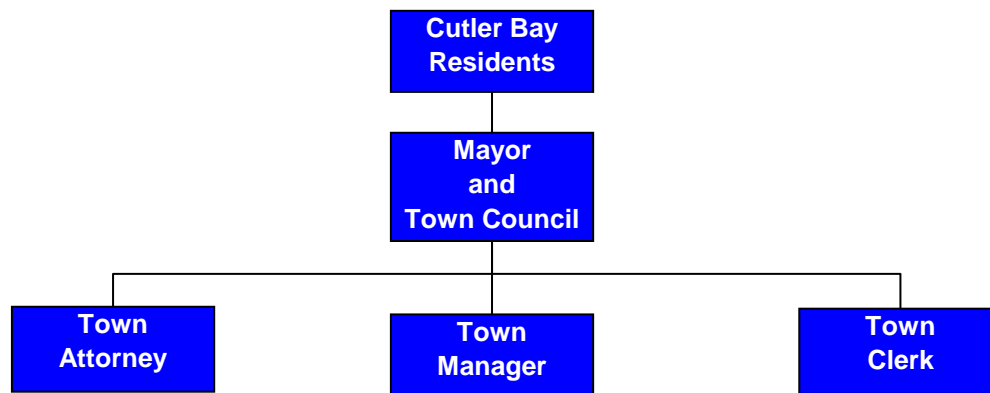 Cutler Bay
Residents
Mayor
and
Town Council
Town
Attorney
Town
Manager
Town
Clerk